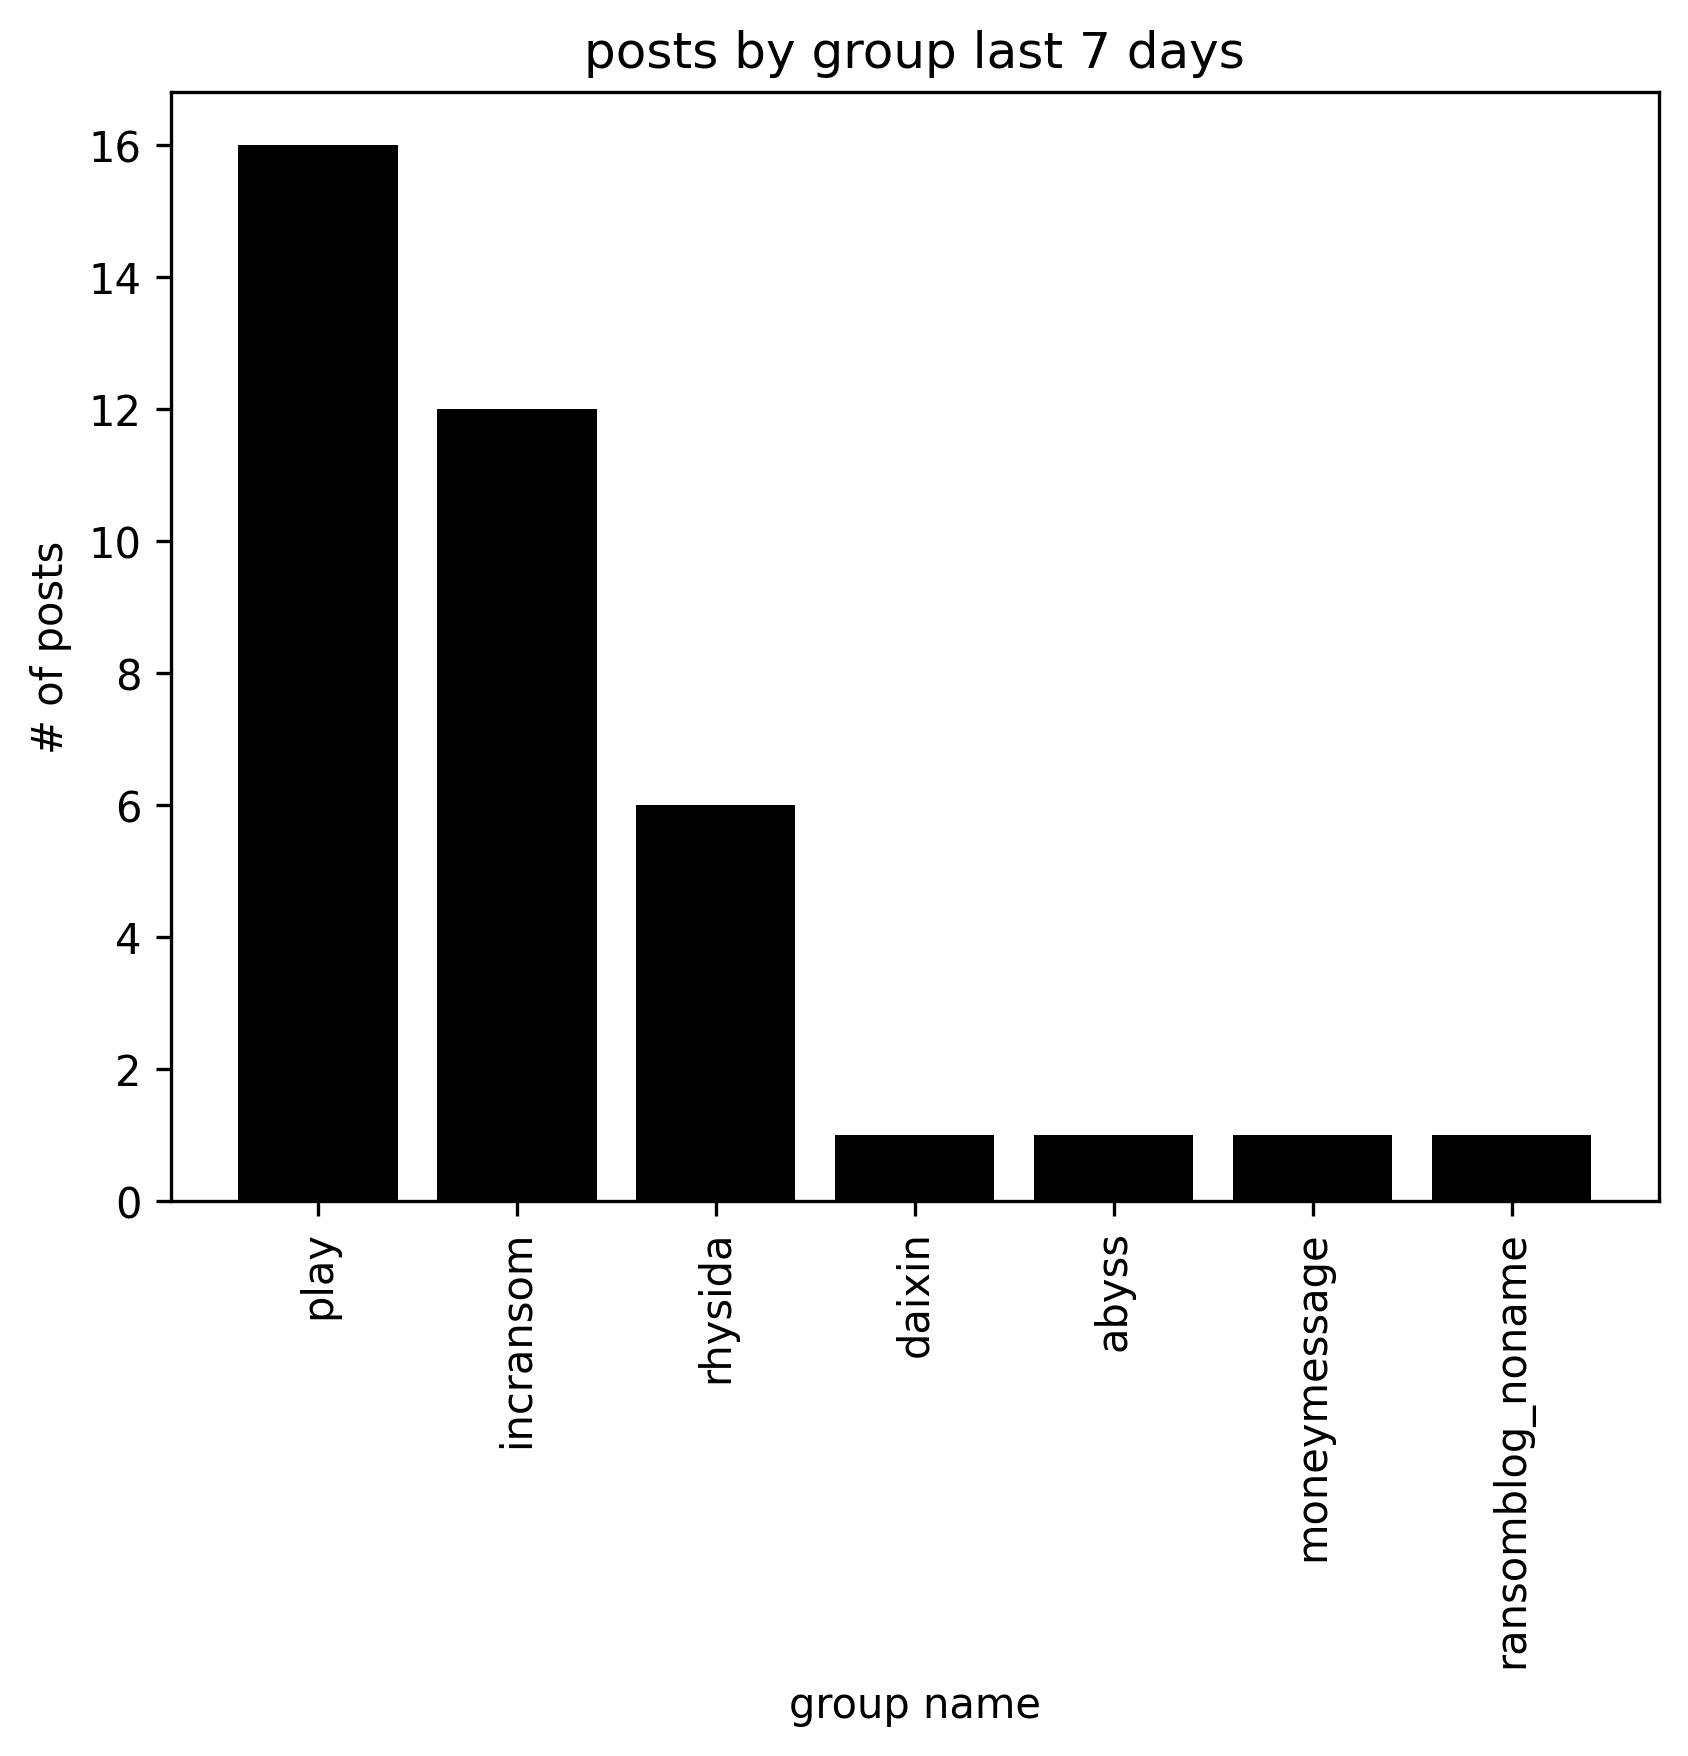 posts by group last 7 days
# of posts
16
14
12
10
8
6
4
2
0
play
incransom
rhysida
daixin
abyss
moneymessage
ransomblog_noname
group name